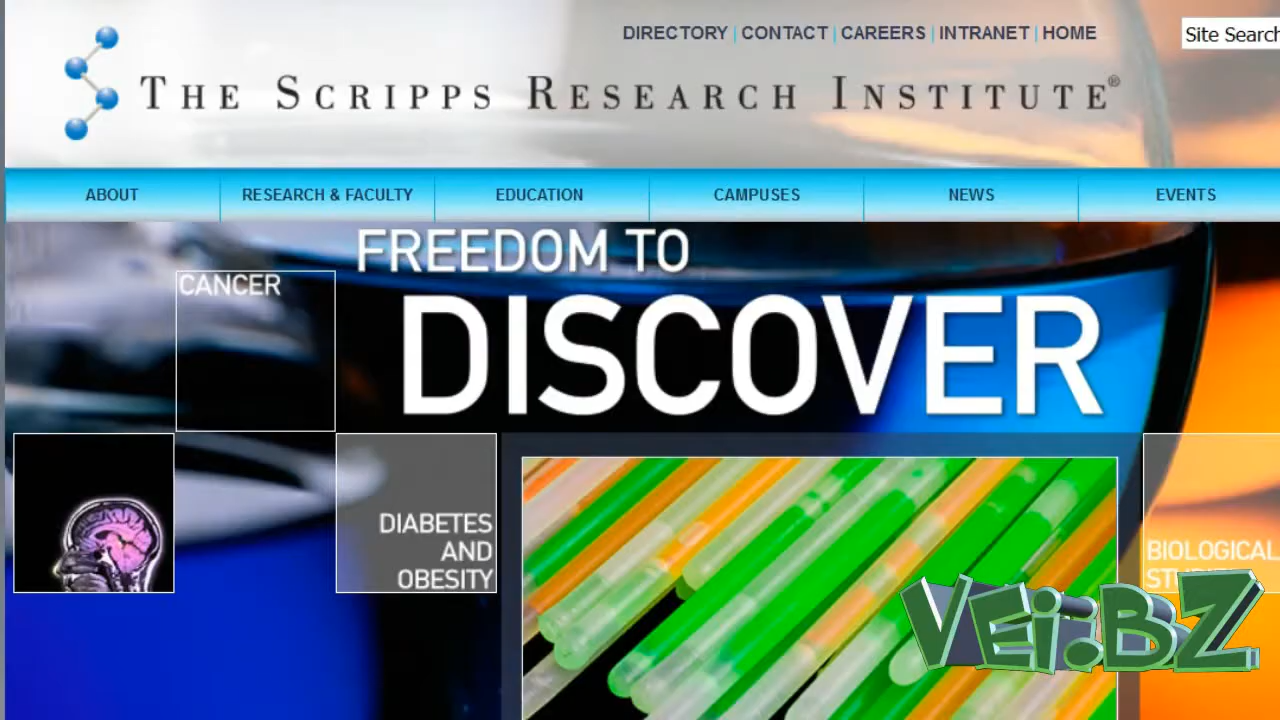 DIRECTORY | CONTACT | CAREERS | INTRANET | HOME
Site Search
THE SCRIPPS RESEARCH INSTITUTE®
ABOUT
RESEARCH & FACULTY
EDUCATION
CAMPUSES
NEWS
EVENTS
FREEDOM TO
DISCOVER
CANCER
DIABETES
AND
OBESITY
BIOLOGICAL
VEi:BZ